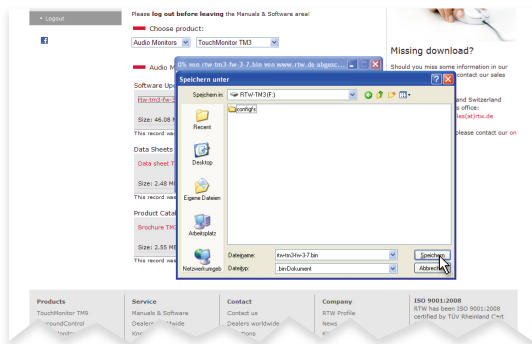 • Logout
Please log out before leaving the Manuals & Software area!
Choose product:
Audio Monitors
TouchMonitor TM3
Missing download?
Should you miss some information in our
contact our sales
and Switzerland
s office:
les(at)rtw.de
please contact our on
Audio M
Software Up
rtw-tm3-fw-3
Size: 46.08 M
This record was
Data Sheets
Data sheet T
Size: 2.48 M
This record was
Product Cata
Brochure TM
Size: 2.55 ME
This record was
0% von rtw-tm3-fw-3-7.bin von www.rtw.de abgesc...
Speichern unter
Speichern in:
RTW-TM3 (F:)
configfs
Recent
Desktop
Eigene Dateien
Arbeitsplatz
Netzwerkumgeb
Dateiname:
rtw-tm3-fw-3-7.bin
Speichern
Dateityp:
.bin-Dokument
Abbrech
Products
TouchMonitor TM9
SurroundControl
Service
Manuals & Software
Dealers
Contact
Contact us
Dealers worldwide
Company
RTW Profile
News
ISO 9001:2008
RTW has been ISO 9001:2008
certified by TÜV Rheinland Cert